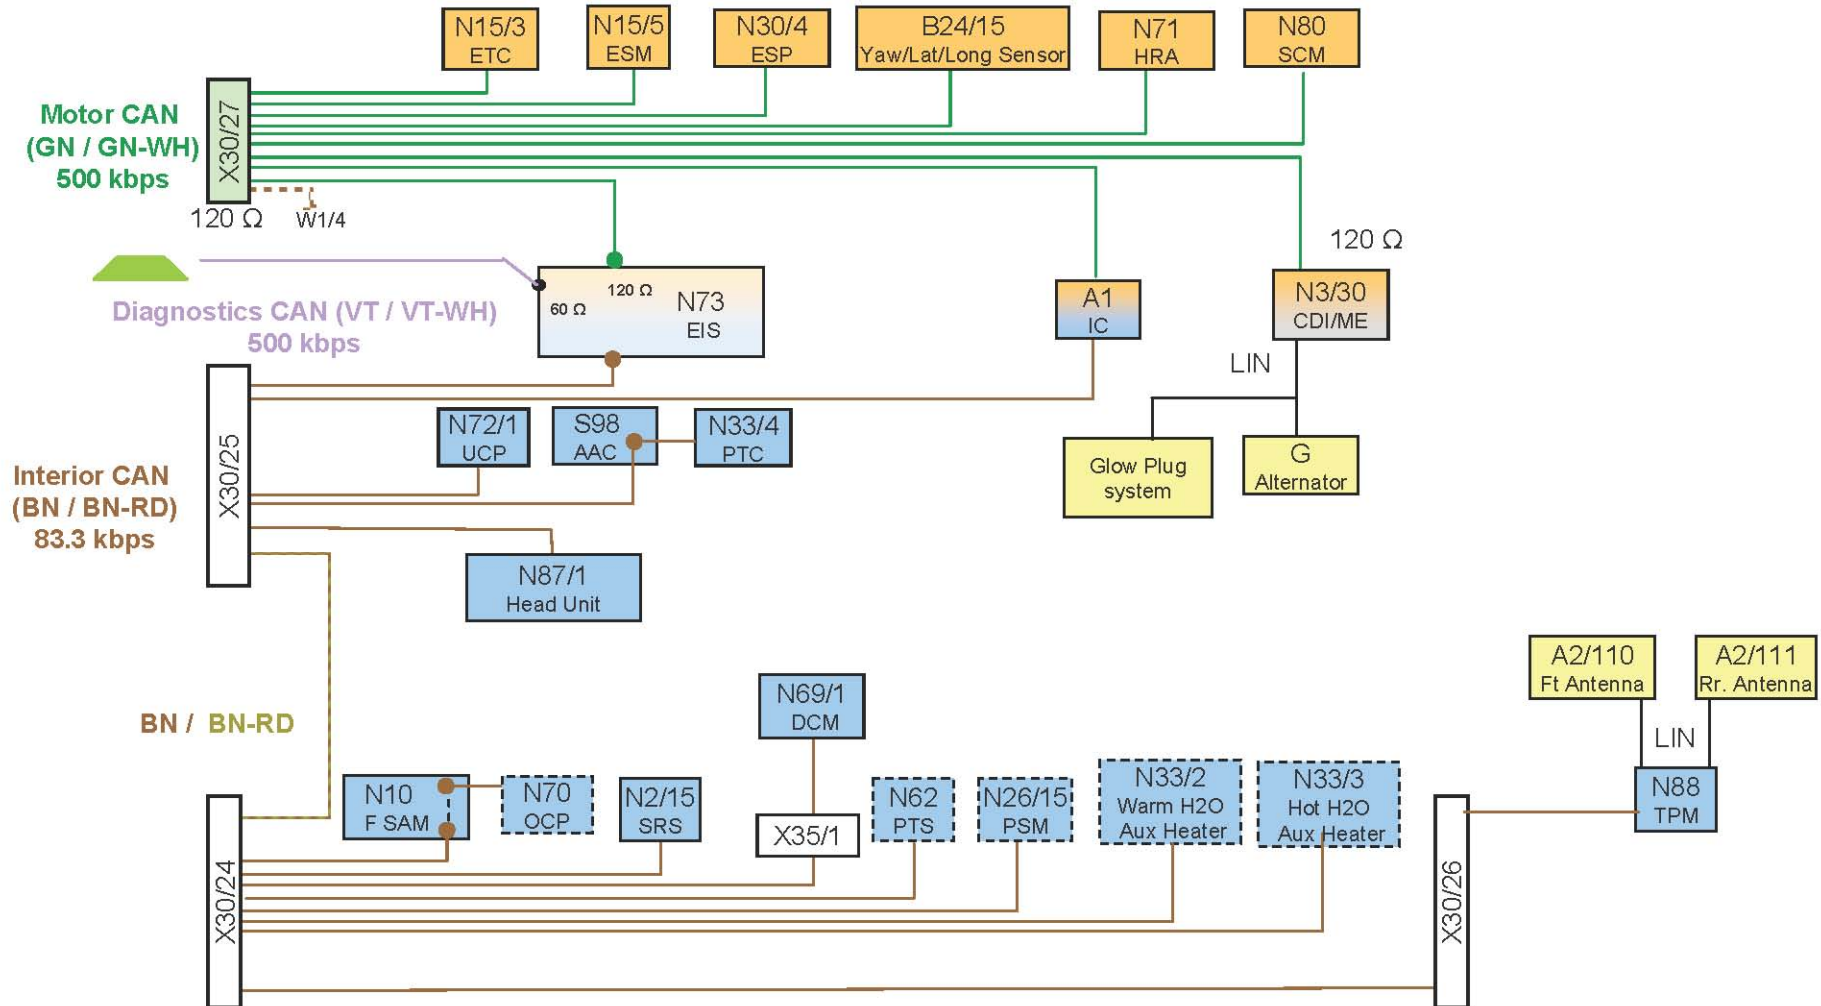 N15/3
ETC
N15/5
ESM
N30/4
ESP
B24/15
Yaw/Lat/Long Sensor
N71
HRA
N80
SCM
Motor CAN
(GN / GN-WH)
500 kbps
X30/27
120 Ω
W1/4
Diagnostics CAN (VT / VT-WH)
500 kbps
120 Ω
60 Ω
N73
EIS
A1
IC
120 Ω
N3/30
CDI/ME
LIN
Glow Plug
system
G
Alternator
Interior CAN
(BN / BN-RD)
83.3 kbps
X30/25
N72/1
UCP
S98
AAC
N33/4
PTC
N87/1
Head Unit
BN / BN-RD
A2/110
Ft Antenna
A2/111
Rr. Antenna
LIN
N88
TPM
N69/1
DCM
X35/1
N10
F SAM
N70
OCP
N2/15
SRS
N62
PTS
N26/15
PSM
N33/2
Warm H2O
Aux Heater
N33/3
Hot H2O
Aux Heater
X30/24
X30/26